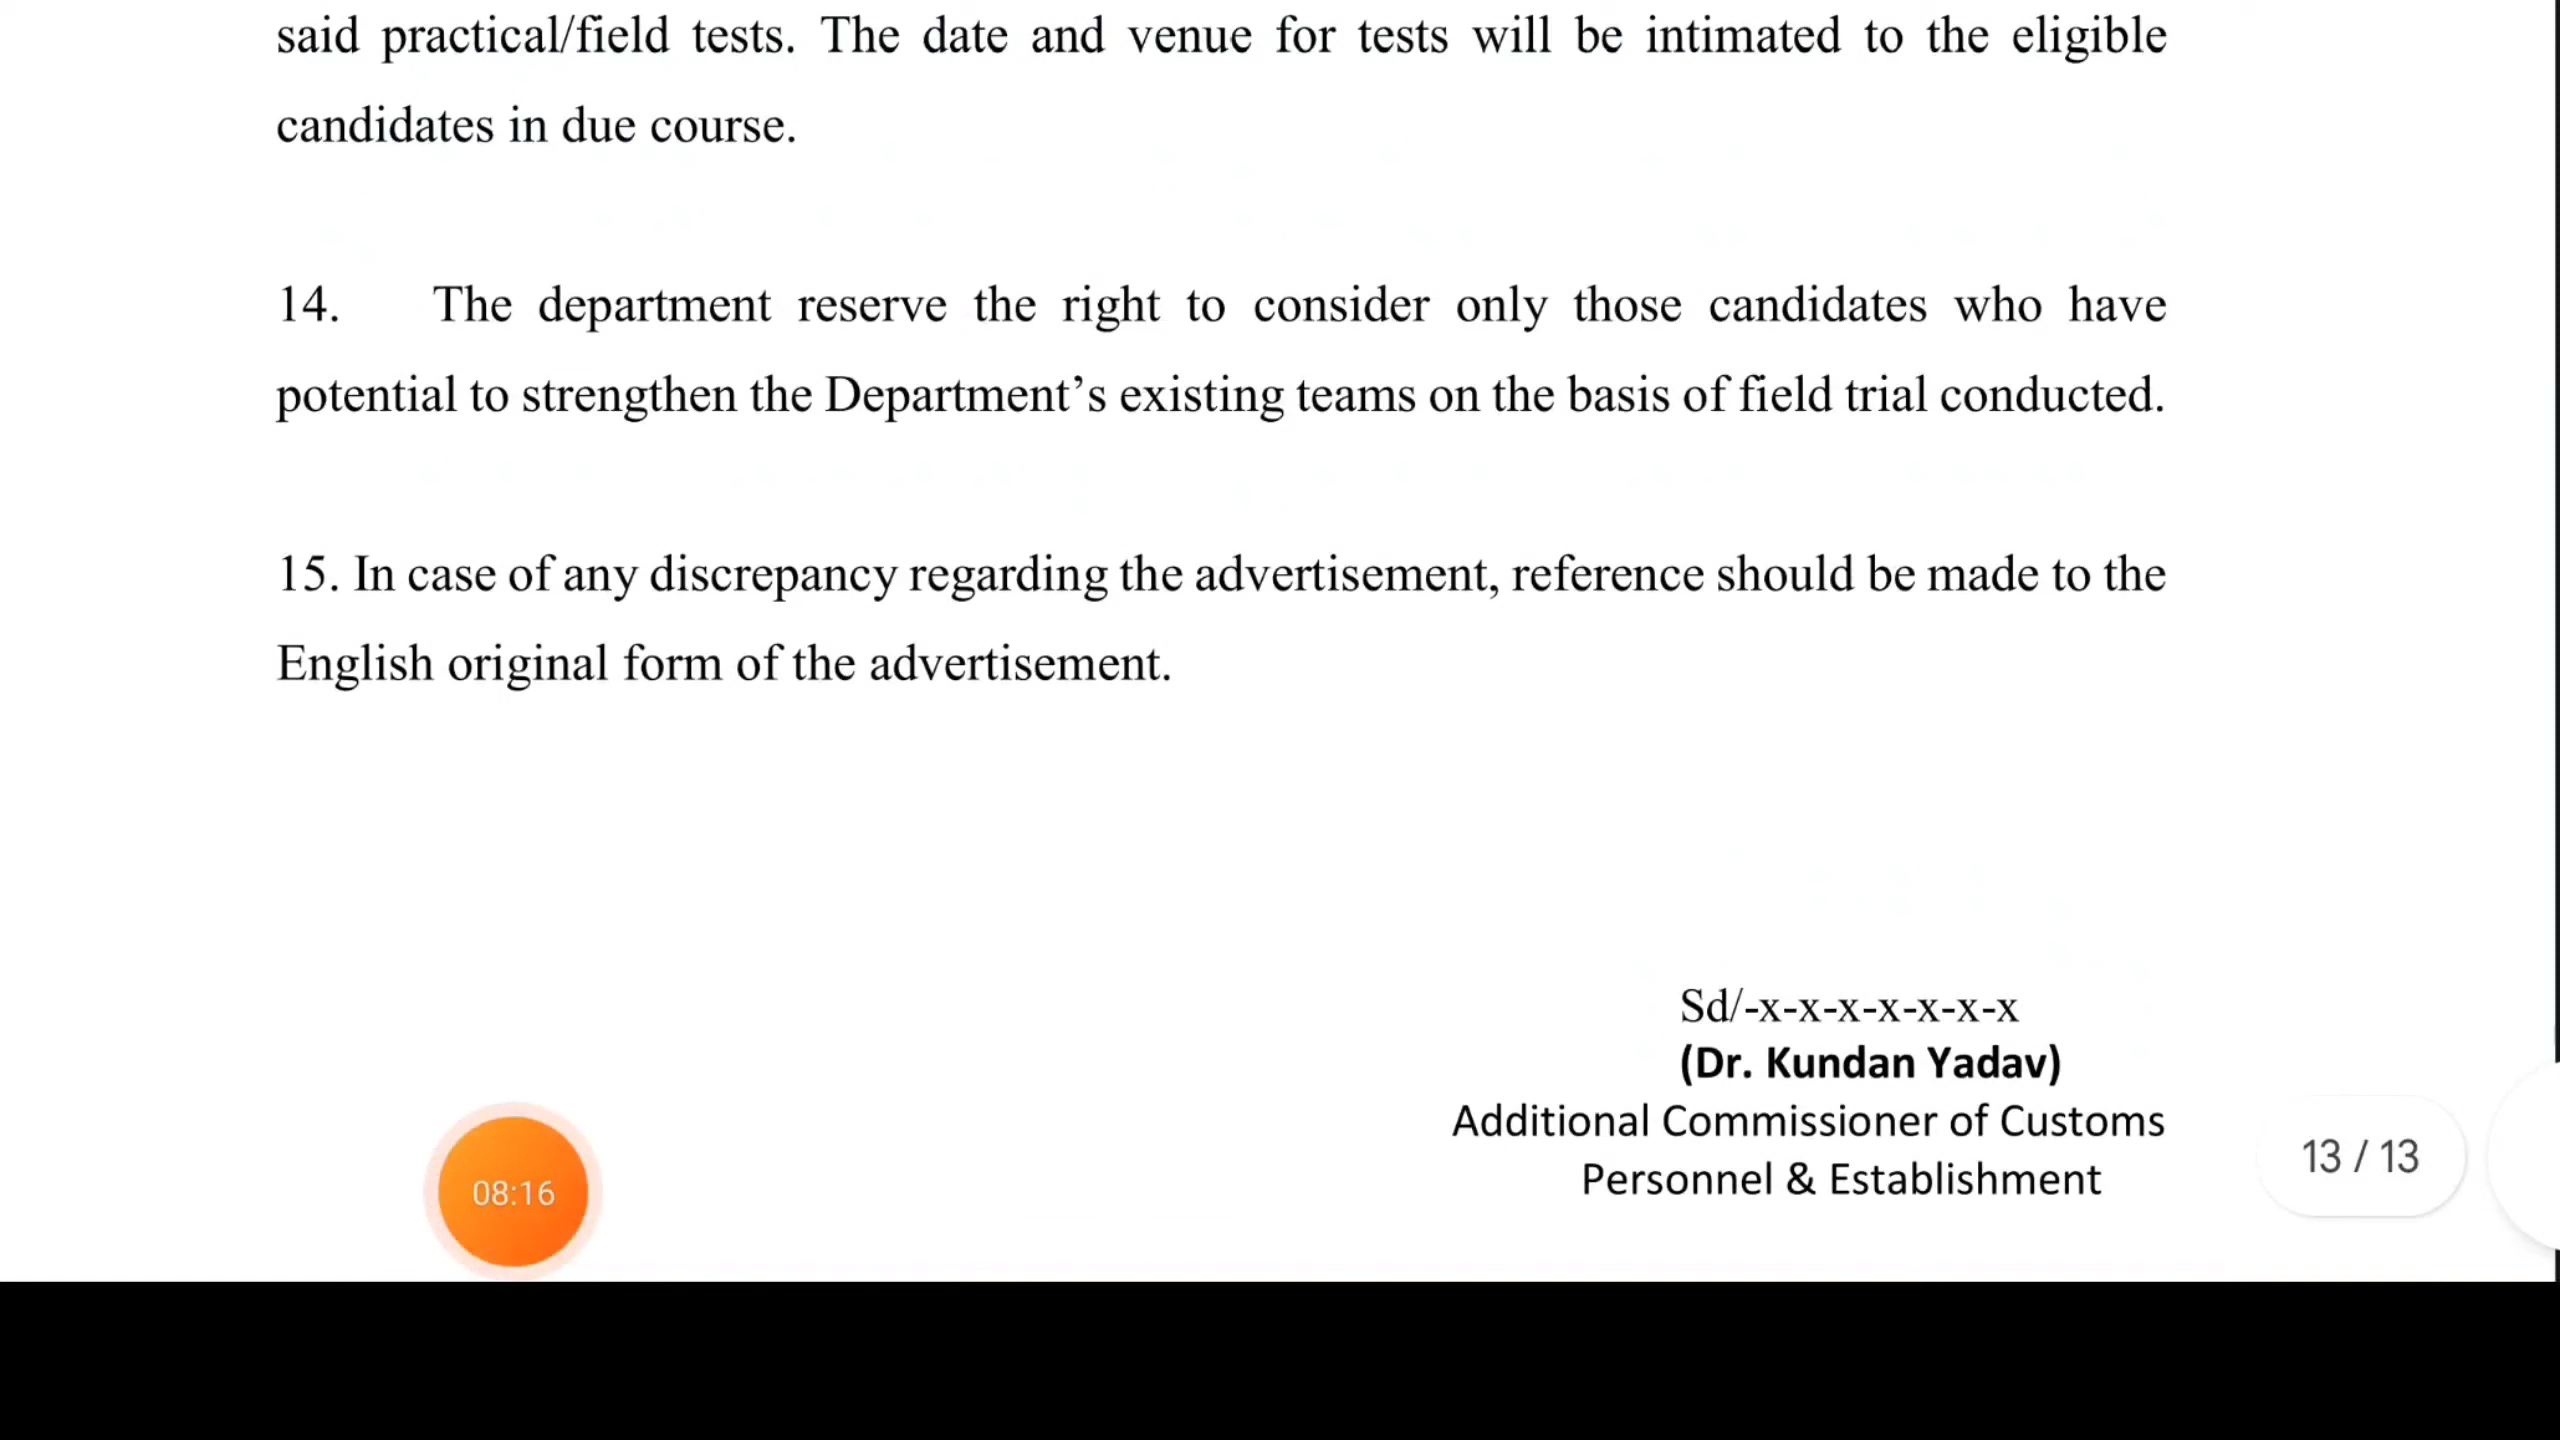 said practical/field tests. The date and venue for tests will be intimated to the eligible
candidates in due course.
14. The department reserve the right to consider only those candidates who have
potential to strengthen the Department’s existing teams on the basis of field trial conducted.
15. In case of any discrepancy regarding the advertisement, reference should be made to the
English original form of the advertisement.
Sd/-x-x-x-x-x-x-x
(Dr. Kundan Yadav)
Additional Commissioner of Customs
Personnel & Establishment
13 / 13
08:16